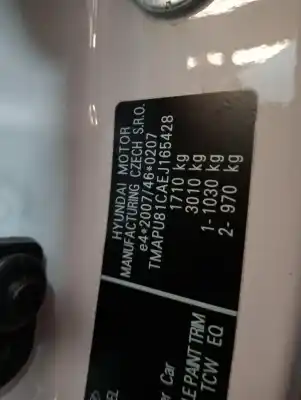 HYUNDAI MOTOR
MANUFACTURING CZECH S.R.O.
e4*2007/46*0207
TMAPU81CAEJ165428
1710 kg
3010 kg
1- 1030 kg
2- 970 kg
EL
Car
PAINT TRIM
TCW EQ